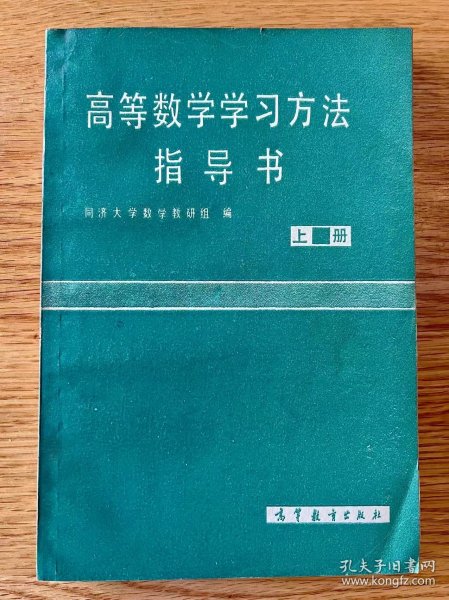 高等数学学习方法
指导书
同济大学数学教研组 编
上册
高等教育出版社
孔夫子旧书网
www.kongfz.com